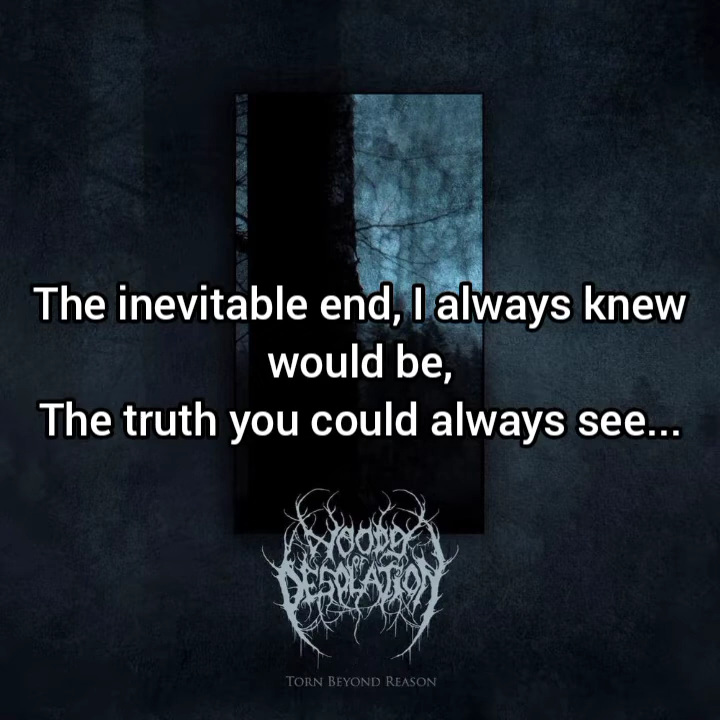 The inevitable end, I always knew
would be,
The truth you could always see...
WOODS
OF
DESOLATION
TORN BEYOND REASON